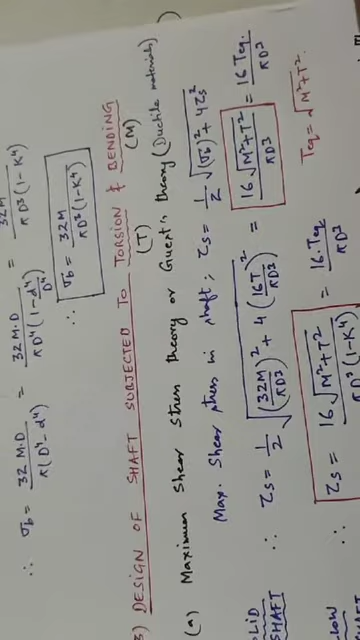 ∴ σb = 32 M·D / π(D⁴-d⁴) = 32 M·D / πD⁴(1-d⁴/D⁴) = 32M / πD³(1-K⁴)
∴ σb = 32M / πD³(1-K⁴)
3) DESIGN OF SHAFT SUBJECTED TO TORSION & BENDING
(T) (M)
(a) Maximum Shear Stress theory or Guest's theory (Ductile materials)
Max. Shear stress in shaft, τs = 1/2 √(σb)² + 4τs²
∴ τs = 1/2 √(32M/πD³)² + 4(16T/πD³)² = 16√M²+T² / πD³ = 16 Teq. / πD³
SHAFT
Teq = √M²+T²
∴ τs = 16√M²+T² / πD³(1-K⁴) = 16·Teq / πD³